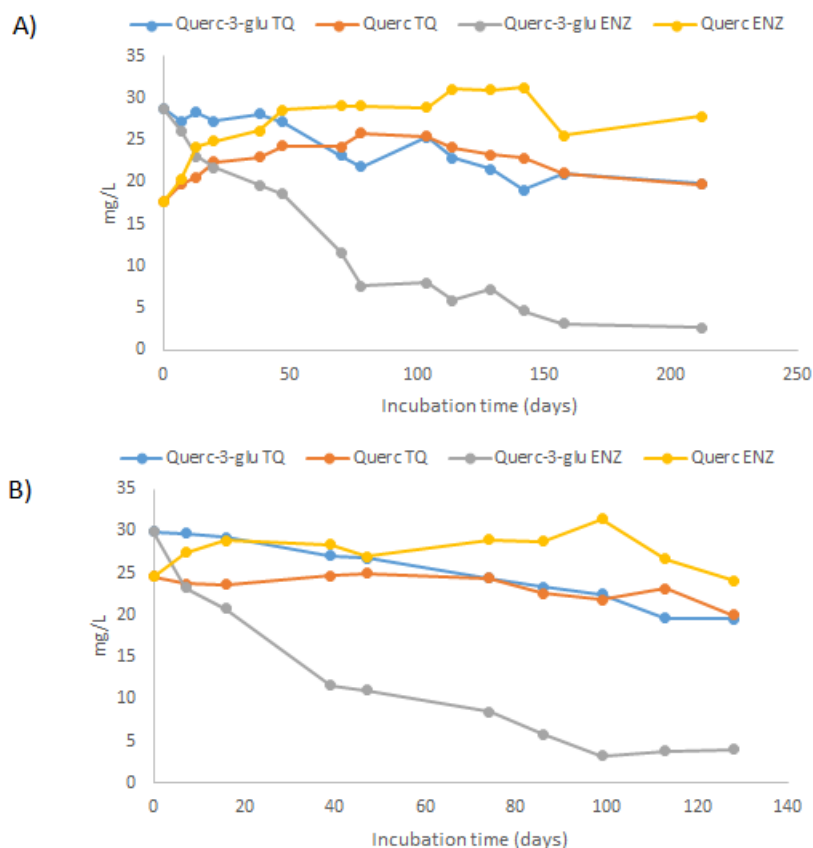 A)
Querc-3-glu TQ Querc TQ Querc-3-glu ENZ Querc ENZ
35
30
25
20
15
10
5
0
mg/L
0 50 100 150 200 250
Incubation time (days)
B)
Querc-3-glu TQ Querc TQ Querc-3-glu ENZ Querc ENZ
35
30
25
20
15
10
5
0
mg/L
0 20 40 60 80 100 120 140
Incubation time (days)